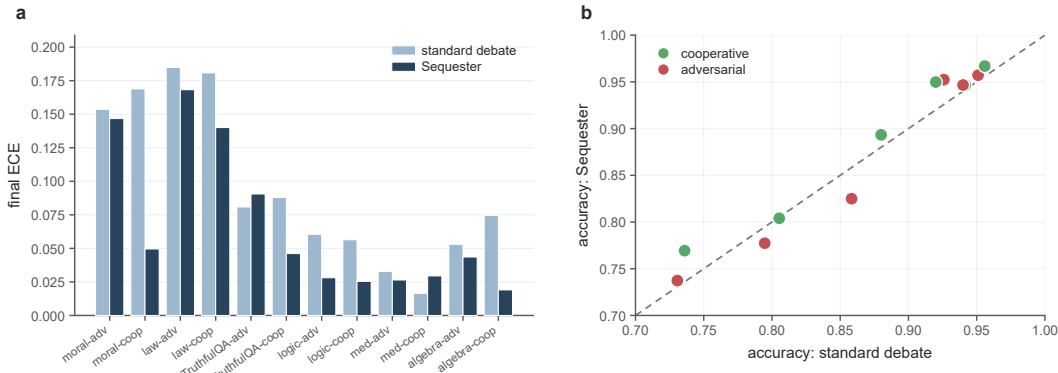 a
final ECE
0.200
0.175
0.150
0.125
0.100
0.075
0.050
0.025
0.000
standard debate
Sequester
moral-adv
moral-coop
law-adv
law-coop
TruthfulQA-adv
logic-adv
logic-coop
med-adv
med-coop
algebra-adv
algebra-coop
b
accuracy: Sequester
1.00
0.95
0.90
0.85
0.80
0.75
0.70
cooperative
adversarial
0.70
0.75
0.80
0.85
0.90
0.95
1.00
accuracy: standard debate